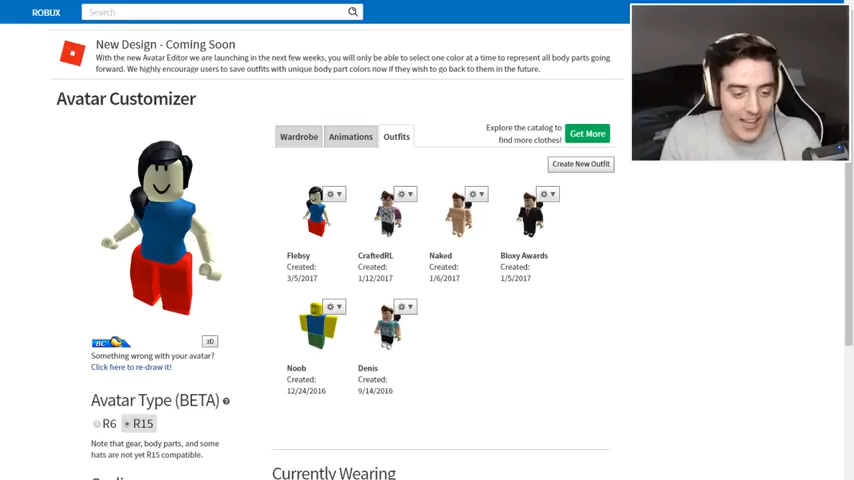 ROBUX
Search
New Design - Coming Soon
With the new Avatar Editor we are launching in the next few weeks, you will only be able to select one color at a time to represent all body parts going
forward. We highly encourage users to save outfits with unique body part colors now if they wish to go back to them in the future.
Avatar Customizer
Wardrobe
Animations
Outfits
Explore the catalog to
find more clothes!
Get More
Create New Outfit
Flebsy
Created:
3/5/2017
CraftedRL
Created:
1/12/2017
Naked
Created:
1/6/2017
Bloxy Awards
Created:
1/5/2017
Noob
Created:
12/24/2016
Denis
Created:
9/14/2016
BC
3D
Something wrong with your avatar?
Click here to re-draw it!
Avatar Type (BETA)
R6
R15
Note that gear, body parts, and some
hats are not yet R15 compatible.
Currently Wearing